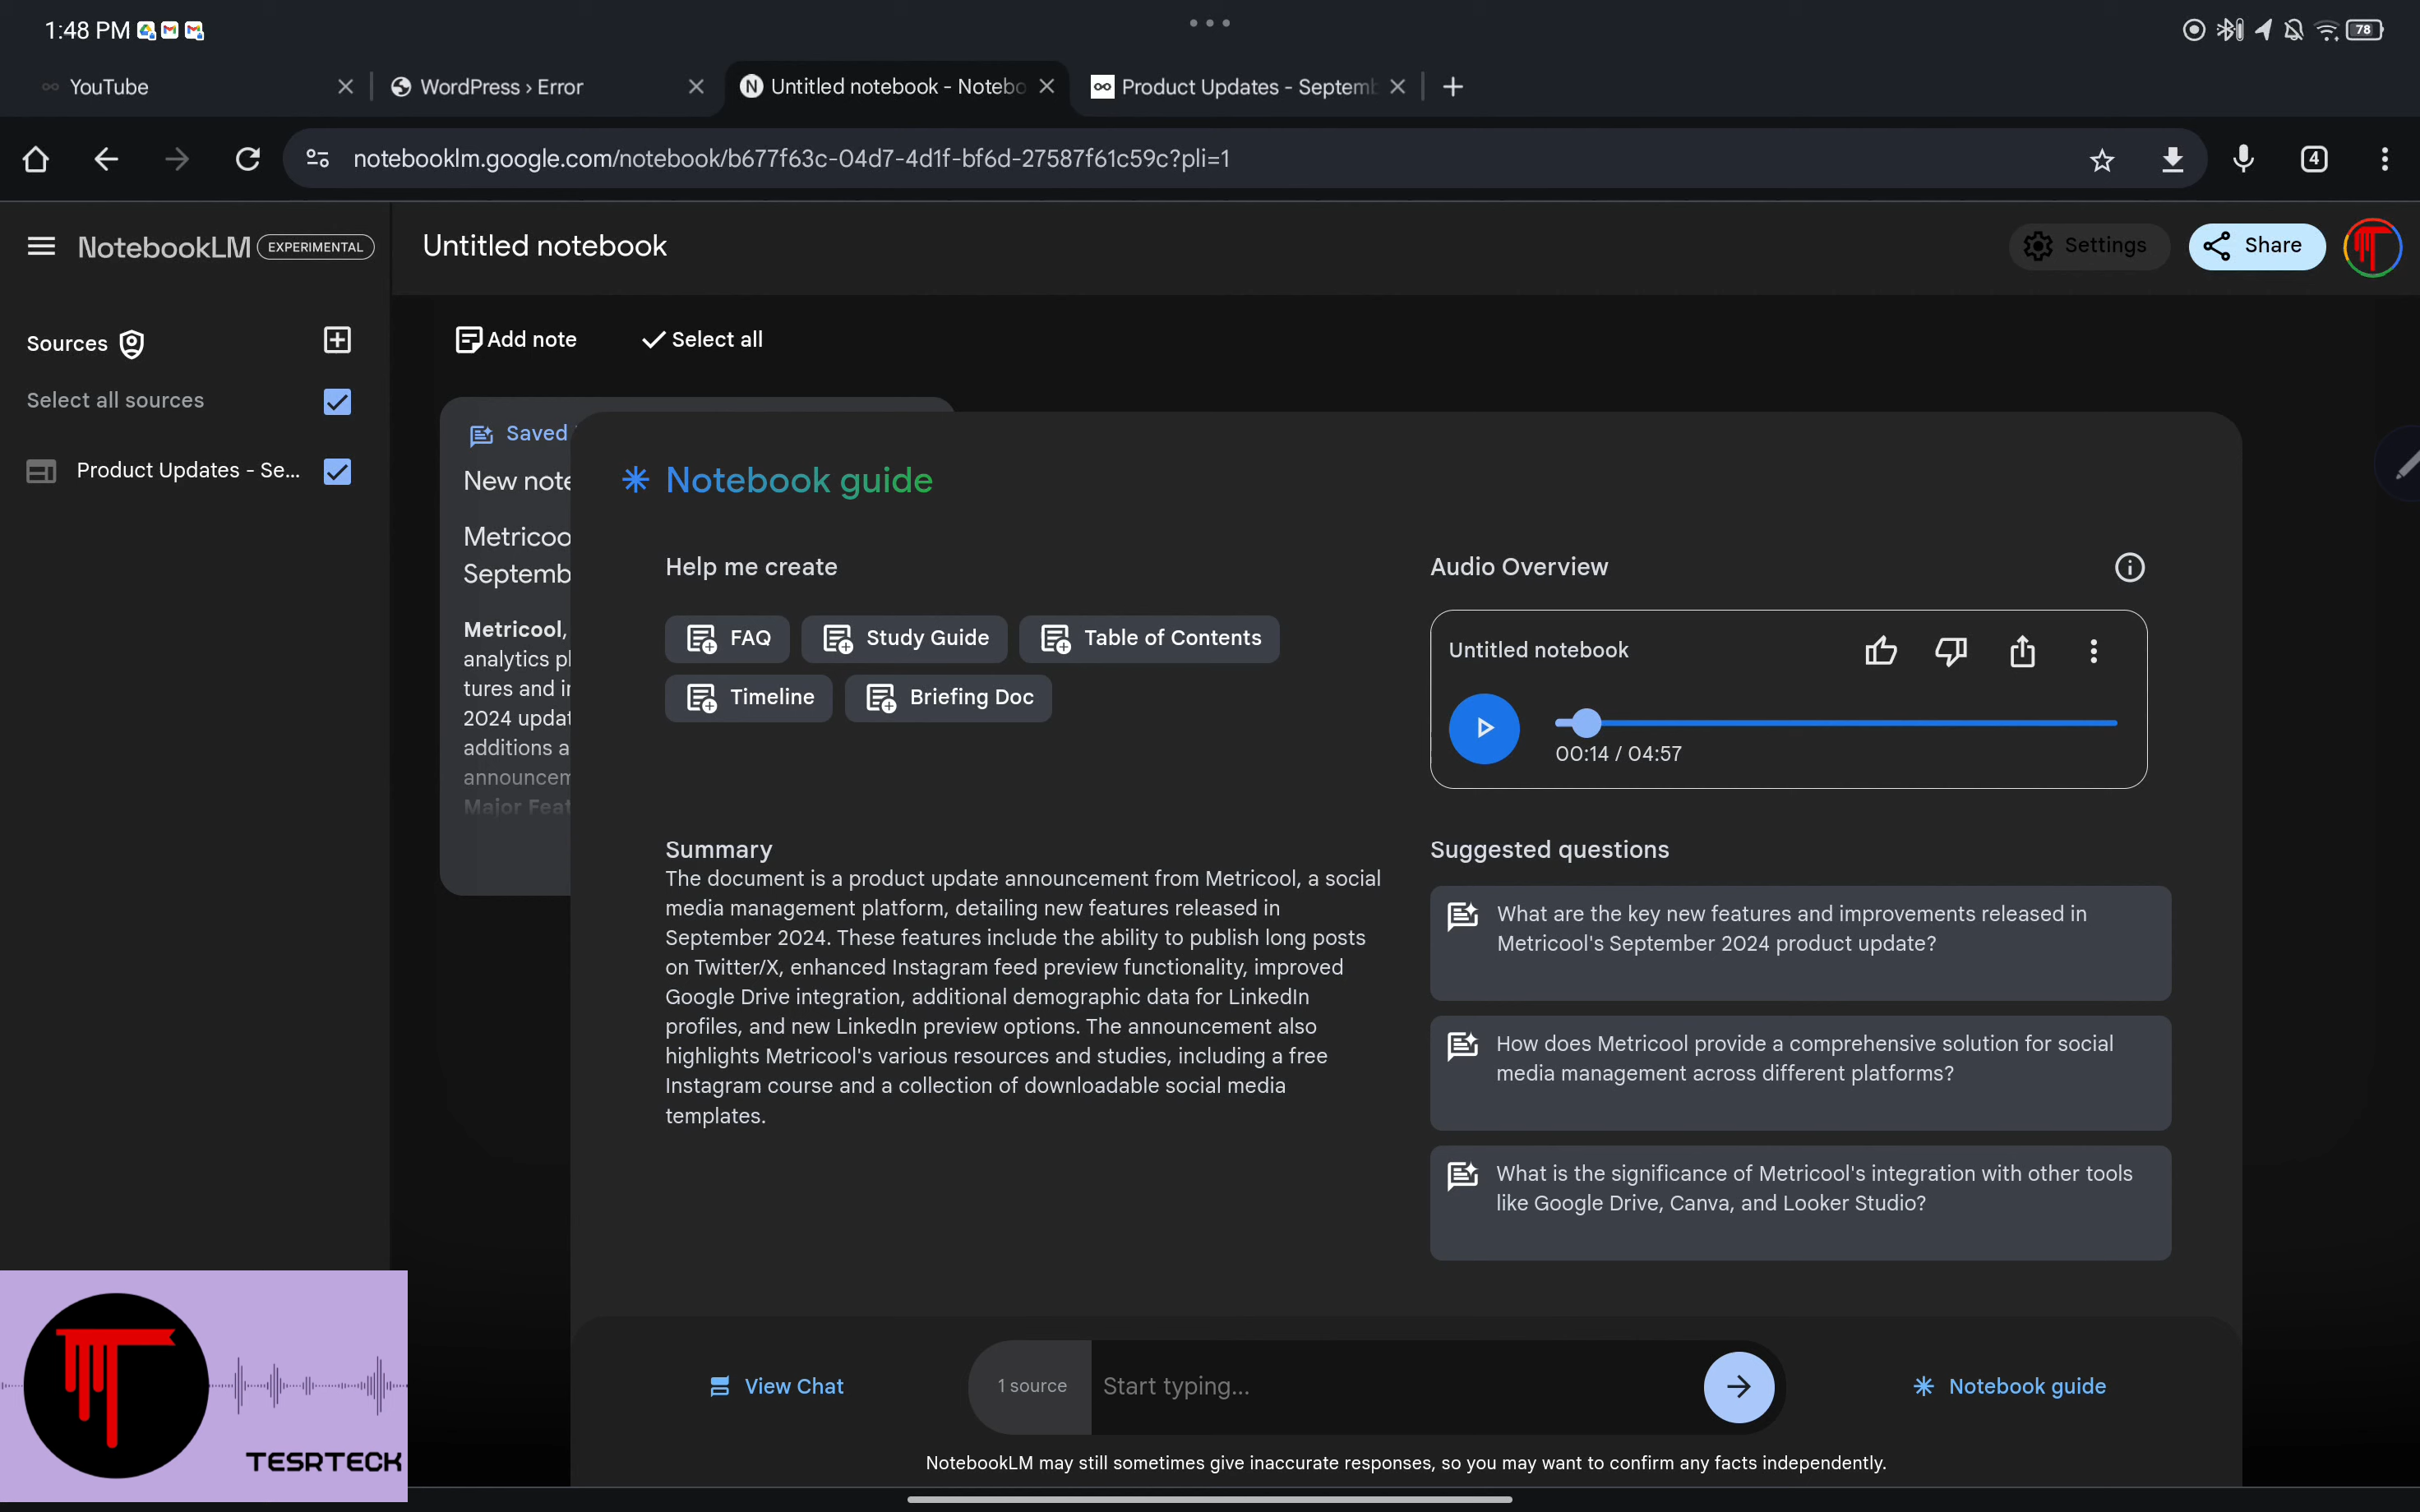 1:48 PM
78
YouTube
WordPress › Error
Untitled notebook - Notebo
Product Updates - Septemb
notebooklm.google.com/notebook/b677f63c-04d7-4d1f-bf6d-27587f61c59c?pli=1
4
NotebookLM EXPERIMENTAL
Untitled notebook
Settings
Share
Sources
Select all sources
Product Updates - Se...
Add note
Select all
Saved
New note
Metricoo
Septemb
Metricool,
analytics pl
tures and in
2024 updat
additions a
announcem
Major Feat
Notebook guide
Help me create
FAQ
Study Guide
Table of Contents
Timeline
Briefing Doc
Audio Overview
Untitled notebook
00:14 / 04:57
Summary
The document is a product update announcement from Metricool, a social
media management platform, detailing new features released in
September 2024. These features include the ability to publish long posts
on Twitter/X, enhanced Instagram feed preview functionality, improved
Google Drive integration, additional demographic data for LinkedIn
profiles, and new LinkedIn preview options. The announcement also
highlights Metricool's various resources and studies, including a free
Instagram course and a collection of downloadable social media
templates.
Suggested questions
What are the key new features and improvements released in
Metricool's September 2024 product update?
How does Metricool provide a comprehensive solution for social
media management across different platforms?
What is the significance of Metricool's integration with other tools
like Google Drive, Canva, and Looker Studio?
View Chat
1 source
Start typing...
Notebook guide
NotebookLM may still sometimes give inaccurate responses, so you may want to confirm any facts independently.
TESRTECK